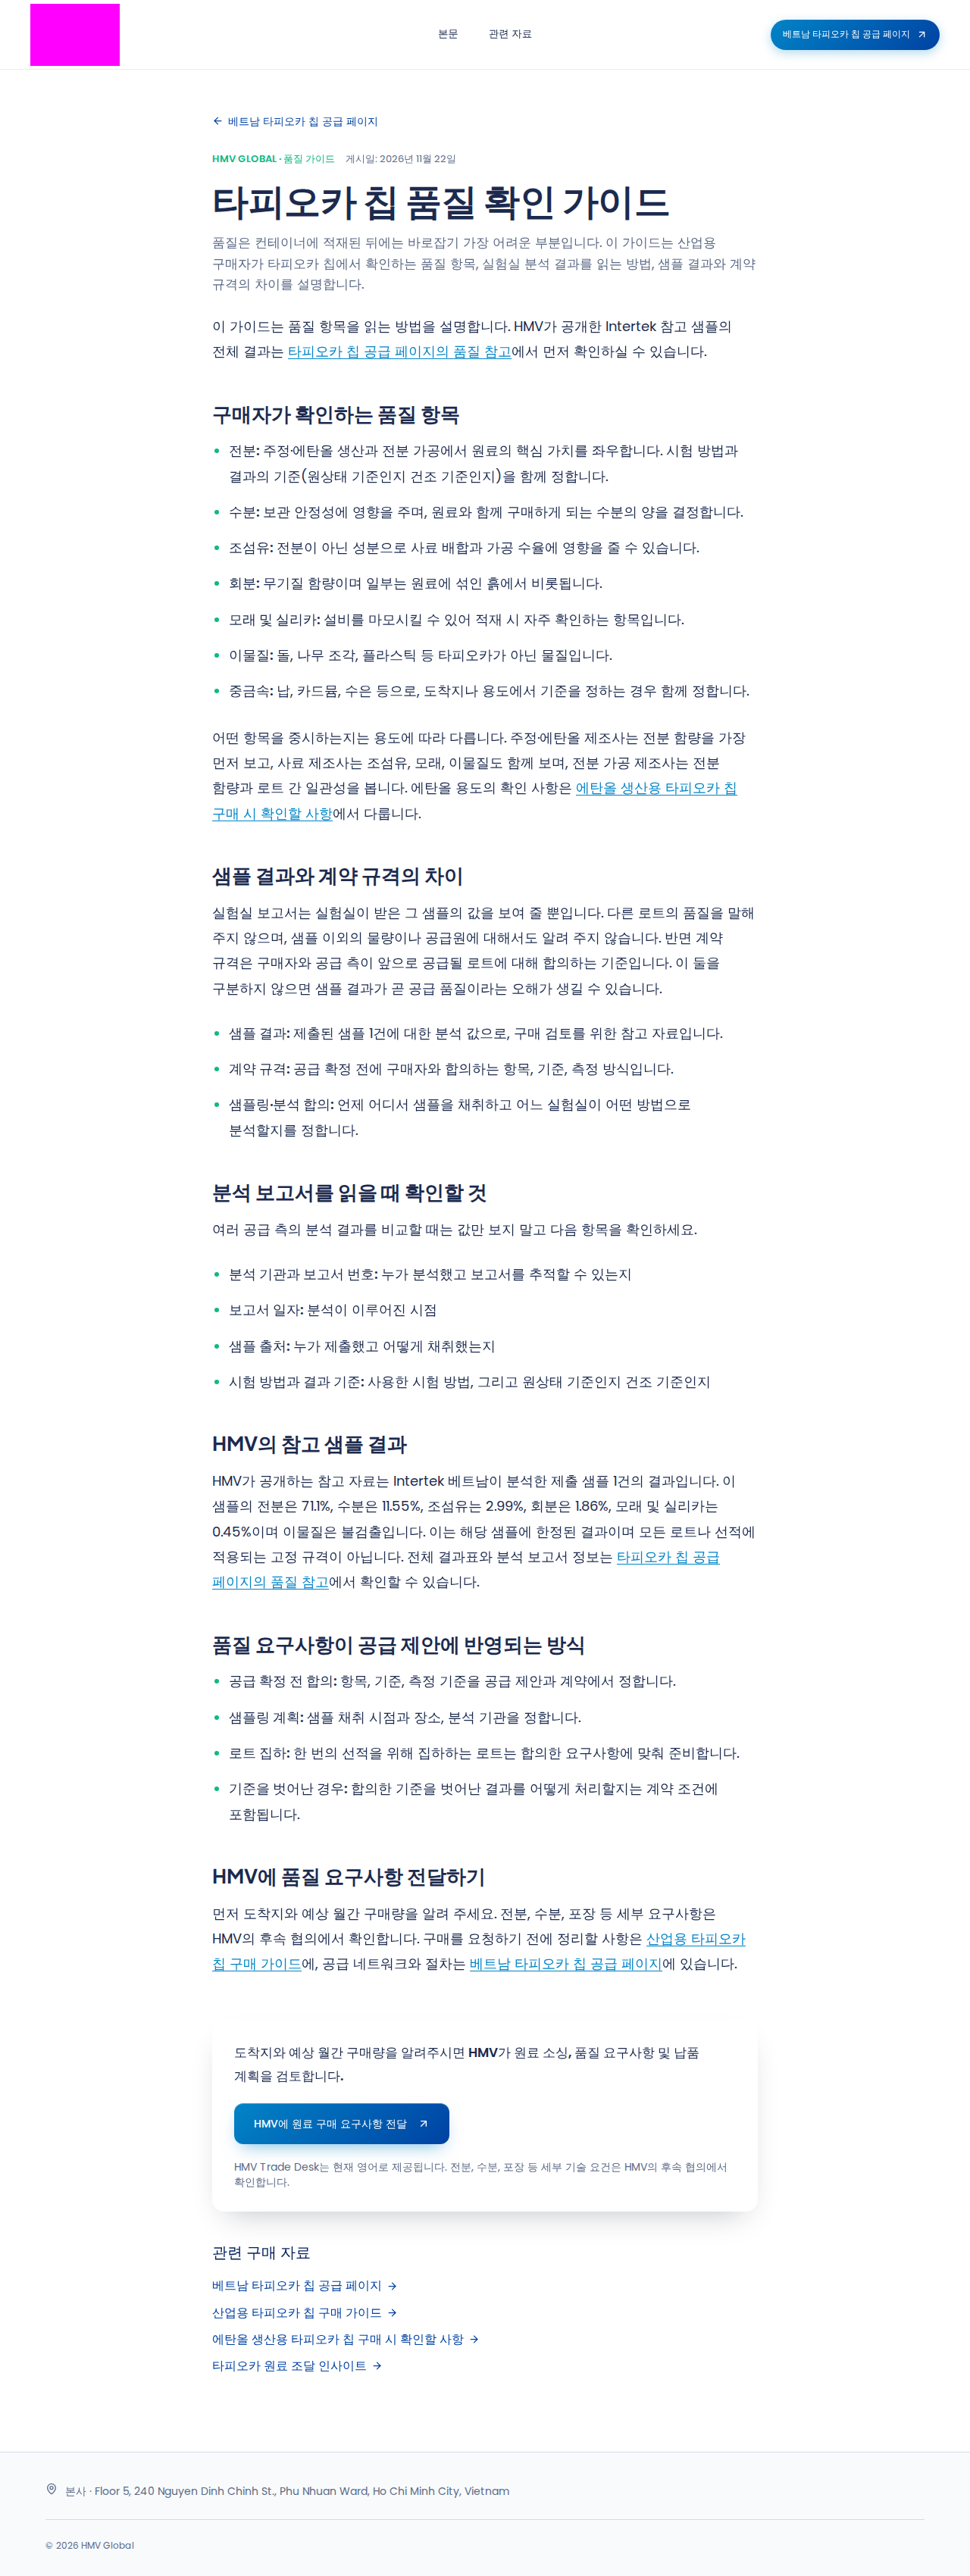 본문
관련 자료
베트남 타피오카 칩 공급 페이지
베트남 타피오카 칩 공급 페이지
HMV GLOBAL · 품질 가이드 게시일: 2026년 11월 22일
타피오카 칩 품질 확인 가이드
품질은 컨테이너에 적재된 뒤에는 바로잡기 가장 어려운 부분입니다. 이 가이드는 산업용
구매자가 타피오카 칩에서 확인하는 품질 항목, 실험실 분석 결과를 읽는 방법, 샘플 결과와 계약
규격의 차이를 설명합니다.
이 가이드는 품질 항목을 읽는 방법을 설명합니다. HMV가 공개한 Intertek 참고 샘플의
전체 결과는 타피오카 칩 공급 페이지의 품질 참고에서 먼저 확인하실 수 있습니다.
구매자가 확인하는 품질 항목
전분: 주정·에탄올 생산과 전분 가공에서 원료의 핵심 가치를 좌우합니다. 시험 방법과
결과의 기준(원상태 기준인지 건조 기준인지)을 함께 정합니다.
수분: 보관 안정성에 영향을 주며, 원료와 함께 구매하게 되는 수분의 양을 결정합니다.
조섬유: 전분이 아닌 성분으로 사료 배합과 가공 수율에 영향을 줄 수 있습니다.
회분: 무기질 함량이며 일부는 원료에 섞인 흙에서 비롯됩니다.
모래 및 실리카: 설비를 마모시킬 수 있어 적재 시 자주 확인하는 항목입니다.
이물질: 돌, 나무 조각, 플라스틱 등 타피오카가 아닌 물질입니다.
중금속: 납, 카드뮴, 수은 등으로, 도착지나 용도에서 기준을 정하는 경우 함께 정합니다.
어떤 항목을 중시하는지는 용도에 따라 다릅니다. 주정·에탄올 제조사는 전분 함량을 가장
먼저 보고, 사료 제조사는 조섬유, 모래, 이물질도 함께 보며, 전분 가공 제조사는 전분
함량과 로트 간 일관성을 봅니다. 에탄올 용도의 확인 사항은 에탄올 생산용 타피오카 칩
구매 시 확인할 사항에서 다룹니다.
샘플 결과와 계약 규격의 차이
실험실 보고서는 실험실이 받은 그 샘플의 값을 보여 줄 뿐입니다. 다른 로트의 품질을 말해
주지 않으며, 샘플 이외의 물량이나 공급원에 대해서도 알려 주지 않습니다. 반면 계약
규격은 구매자와 공급 측이 앞으로 공급될 로트에 대해 합의하는 기준입니다. 이 둘을
구분하지 않으면 샘플 결과가 곧 공급 품질이라는 오해가 생길 수 있습니다.
샘플 결과: 제출된 샘플 1건에 대한 분석 값으로, 구매 검토를 위한 참고 자료입니다.
계약 규격: 공급 확정 전에 구매자와 합의하는 항목, 기준, 측정 방식입니다.
샘플링·분석 합의: 언제 어디서 샘플을 채취하고 어느 실험실이 어떤 방법으로
분석할지를 정합니다.
분석 보고서를 읽을 때 확인할 것
여러 공급 측의 분석 결과를 비교할 때는 값만 보지 말고 다음 항목을 확인하세요.
분석 기관과 보고서 번호: 누가 분석했고 보고서를 추적할 수 있는지
보고서 일자: 분석이 이루어진 시점
샘플 출처: 누가 제출했고 어떻게 채취했는지
시험 방법과 결과 기준: 사용한 시험 방법, 그리고 원상태 기준인지 건조 기준인지
HMV의 참고 샘플 결과
HMV가 공개하는 참고 자료는 Intertek 베트남이 분석한 제출 샘플 1건의 결과입니다. 이
샘플의 전분은 71.1%, 수분은 11.55%, 조섬유는 2.99%, 회분은 1.86%, 모래 및 실리카는
0.45%이며 이물질은 불검출입니다. 이는 해당 샘플에 한정된 결과이며 모든 로트나 선적에
적용되는 고정 규격이 아닙니다. 전체 결과표와 분석 보고서 정보는 타피오카 칩 공급
페이지의 품질 참고에서 확인할 수 있습니다.
품질 요구사항이 공급 제안에 반영되는 방식
공급 확정 전 합의: 항목, 기준, 측정 기준을 공급 제안과 계약에서 정합니다.
샘플링 계획: 샘플 채취 시점과 장소, 분석 기관을 정합니다.
로트 집하: 한 번의 선적을 위해 집하하는 로트는 합의한 요구사항에 맞춰 준비합니다.
기준을 벗어난 경우: 합의한 기준을 벗어난 결과를 어떻게 처리할지는 계약 조건에
포함됩니다.
HMV에 품질 요구사항 전달하기
먼저 도착지와 예상 월간 구매량을 알려 주세요. 전분, 수분, 포장 등 세부 요구사항은
HMV의 후속 협의에서 확인합니다. 구매를 요청하기 전에 정리할 사항은 산업용 타피오카
칩 구매 가이드에, 공급 네트워크와 절차는 베트남 타피오카 칩 공급 페이지에 있습니다.
도착지와 예상 월간 구매량을 알려주시면 HMV가 원료 소싱, 품질 요구사항 및 납품
계획을 검토합니다.
HMV에 원료 구매 요구사항 전달
HMV Trade Desk는 현재 영어로 제공됩니다. 전분, 수분, 포장 등 세부 기술 요건은 HMV의 후속 협의에서
확인합니다.
관련 구매 자료
베트남 타피오카 칩 공급 페이지
산업용 타피오카 칩 구매 가이드
에탄올 생산용 타피오카 칩 구매 시 확인할 사항
타피오카 원료 조달 인사이트
본사 · Floor 5, 240 Nguyen Dinh Chinh St., Phu Nhuan Ward, Ho Chi Minh City, Vietnam
© 2026 HMV Global